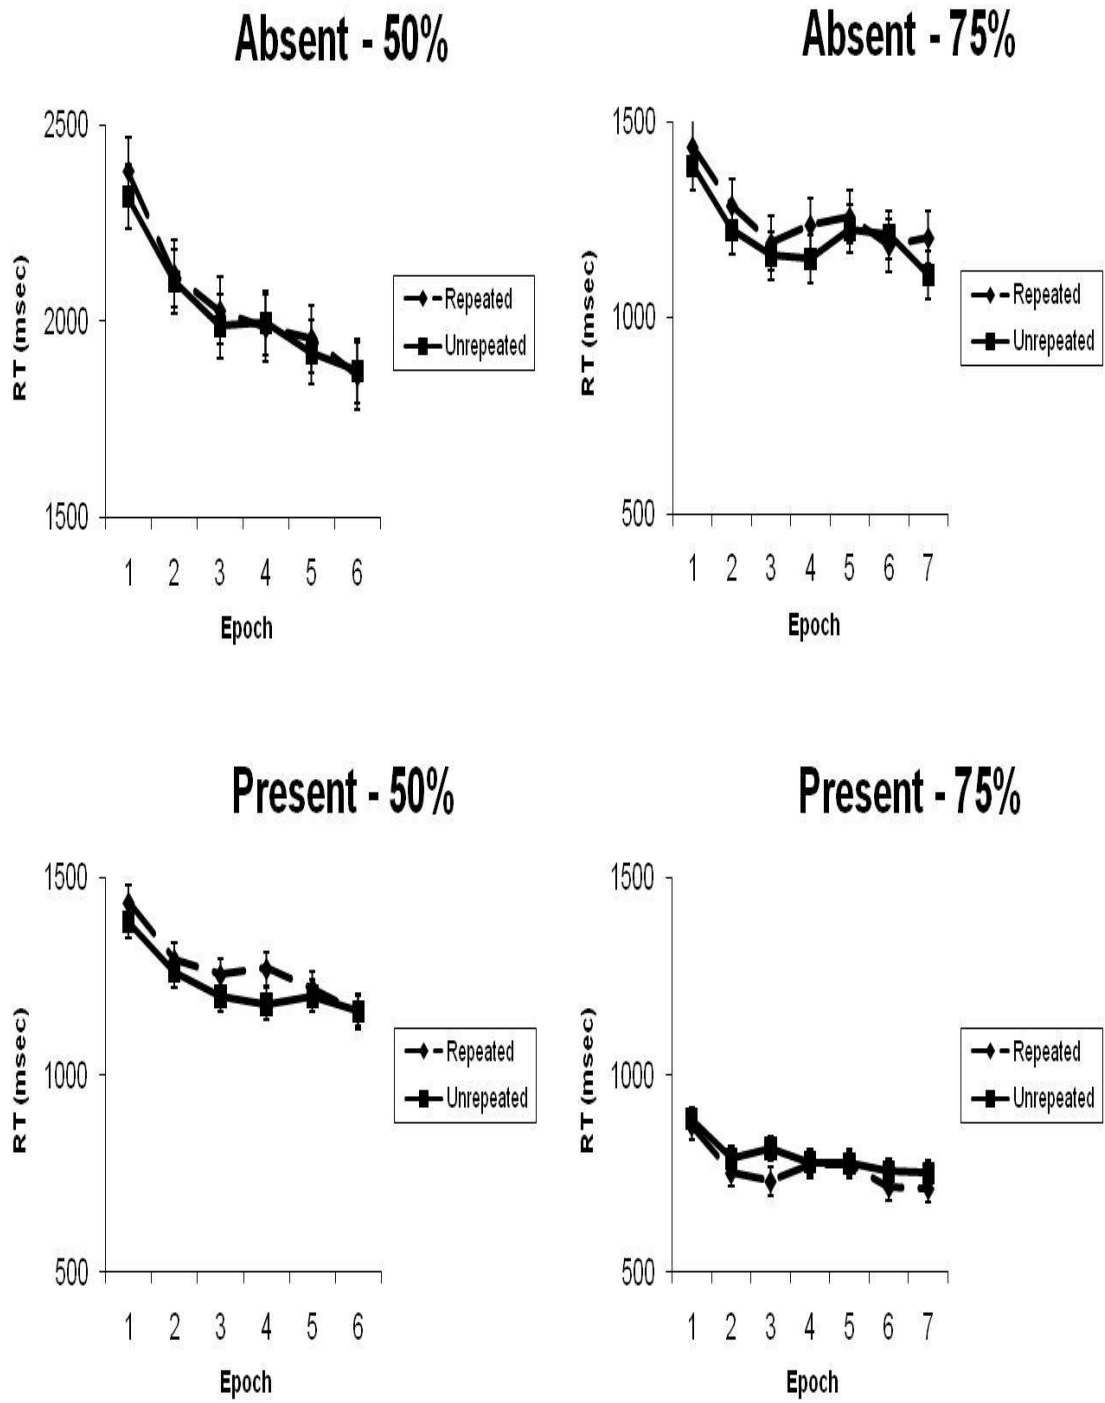 Absent - 50%
2500
2000
1500
RT (msec)
1 2 3 4 5 6
Epoch
Repeated
Unrepeated
Absent - 75%
1500
1000
500
RT (msec)
1 2 3 4 5 6 7
Epoch
Repeated
Unrepeated
Present - 50%
1500
1000
500
RT (msec)
1 2 3 4 5 6
Epoch
Repeated
Unrepeated
Present - 75%
1500
1000
500
RT (msec)
1 2 3 4 5 6 7
Epoch
Repeated
Unrepeated